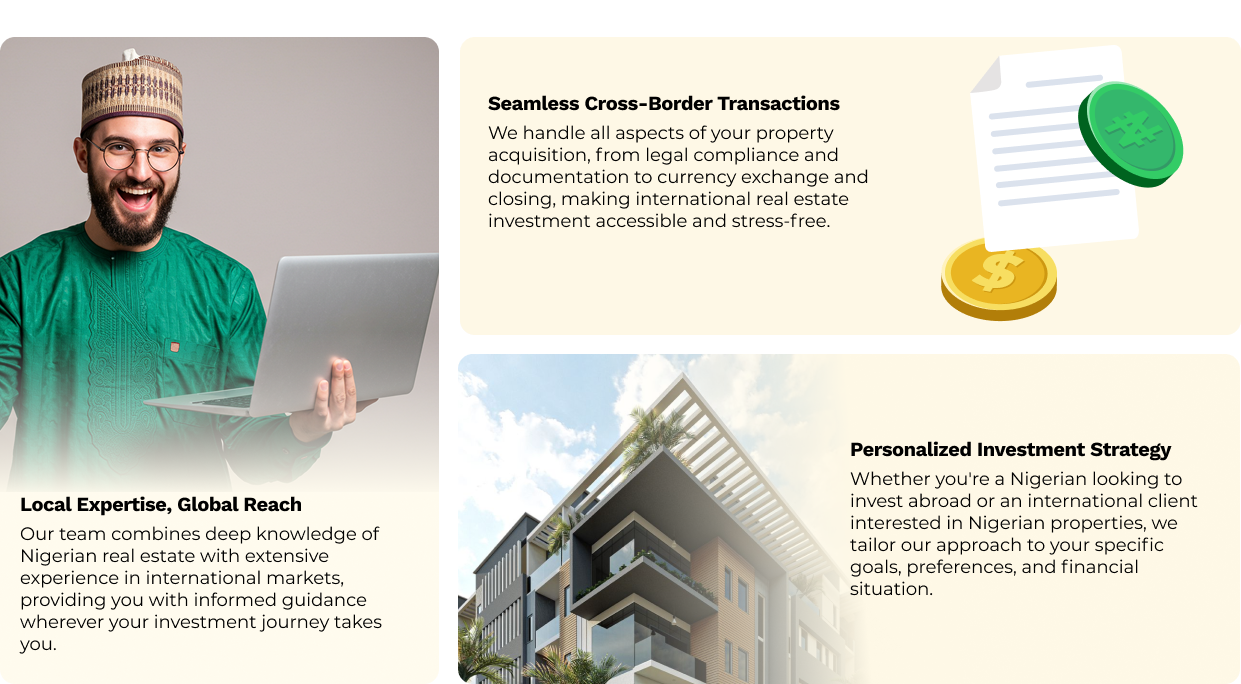 Seamless Cross-Border Transactions
We handle all aspects of your property
acquisition, from legal compliance and
documentation to currency exchange and
closing, making international real estate
investment accessible and stress-free.
₦
$
Local Expertise, Global Reach
Our team combines deep knowledge of
Nigerian real estate with extensive
experience in international markets,
providing you with informed guidance
wherever your investment journey takes
you.
Personalized Investment Strategy
Whether you're a Nigerian looking to
invest abroad or an international client
interested in Nigerian properties, we
tailor our approach to your specific
goals, preferences, and financial
situation.